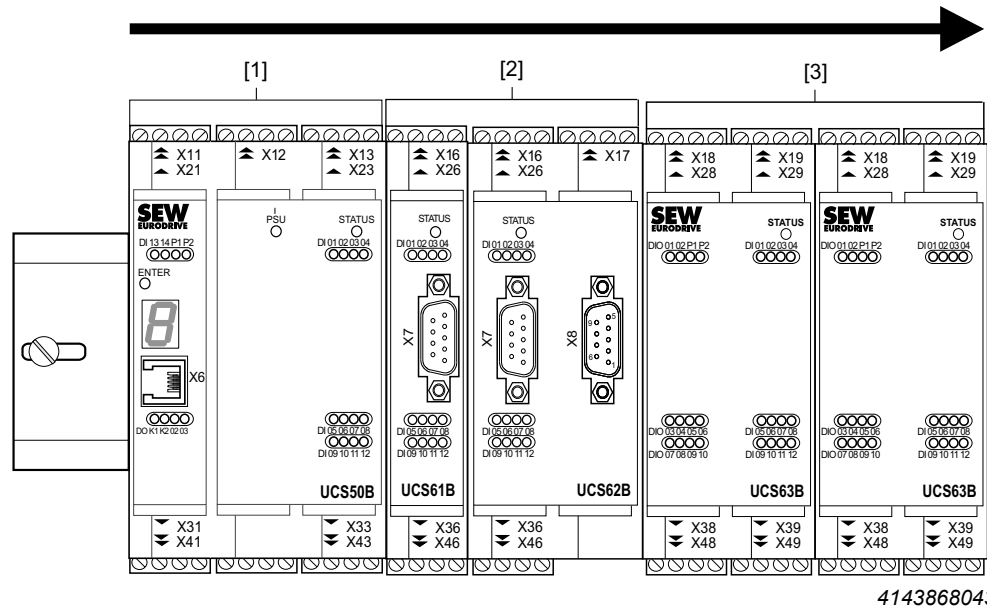 [1] [2] [3]
X11 X12 X13 X16 X16 X17 X18 X19 X18 X19
X21 X23 X26 X26 X28 X29 X28 X29
SEW SEW SEW
EURODRIVE EURODRIVE EURODRIVE
PSU STATUS STATUS STATUS STATUS STATUS
DI 13 14 P1 P2 DI 01 02 03 04 DI 01 02 03 04 DI 01 02 03 04 DIO 01 02 P1 P2 DI 01 02 03 04 DIO 01 02 P1 P2 DI 01 02 03 04
ENTER
8
X7 X7 X8 5 9 6 1
X6
DO K1 K2 02 03 DI 05 06 07 08 DI 05 06 07 08 DI 05 06 07 08 DIO 03 04 05 06 DI 05 06 07 08 DIO 03 04 05 06 DI 05 06 07 08
DI 09 10 11 12 DI 09 10 11 12 DI 09 10 11 12 DIO 07 08 09 10 DI 09 10 11 12 DIO 07 08 09 10 DI 09 10 11 12
UCS50B UCS61B UCS62B UCS63B UCS63B
X31 X33 X36 X36 X38 X39 X38 X39
X41 X43 X46 X46 X48 X49 X48 X49